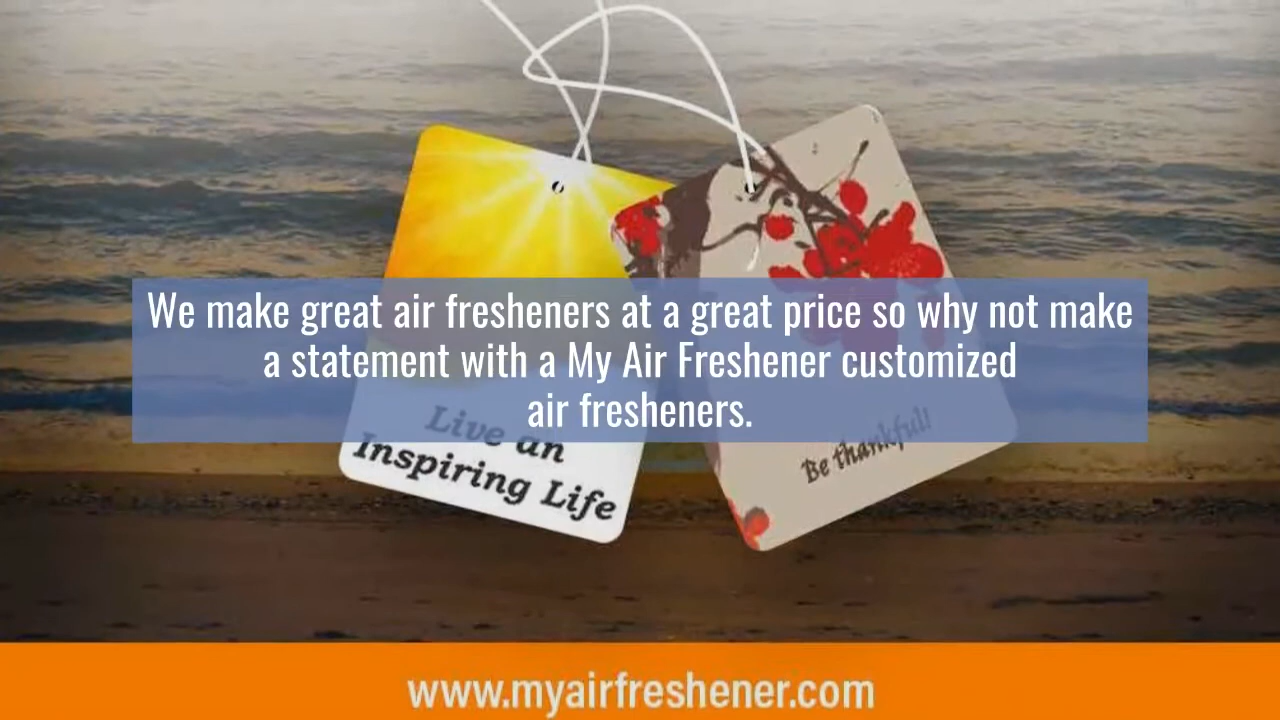 We make great air fresheners at a great price so why not make
a statement with a My Air Freshener customized
air fresheners.
Live an
Inspiring Life
Be thankful!
www.myairfreshener.com